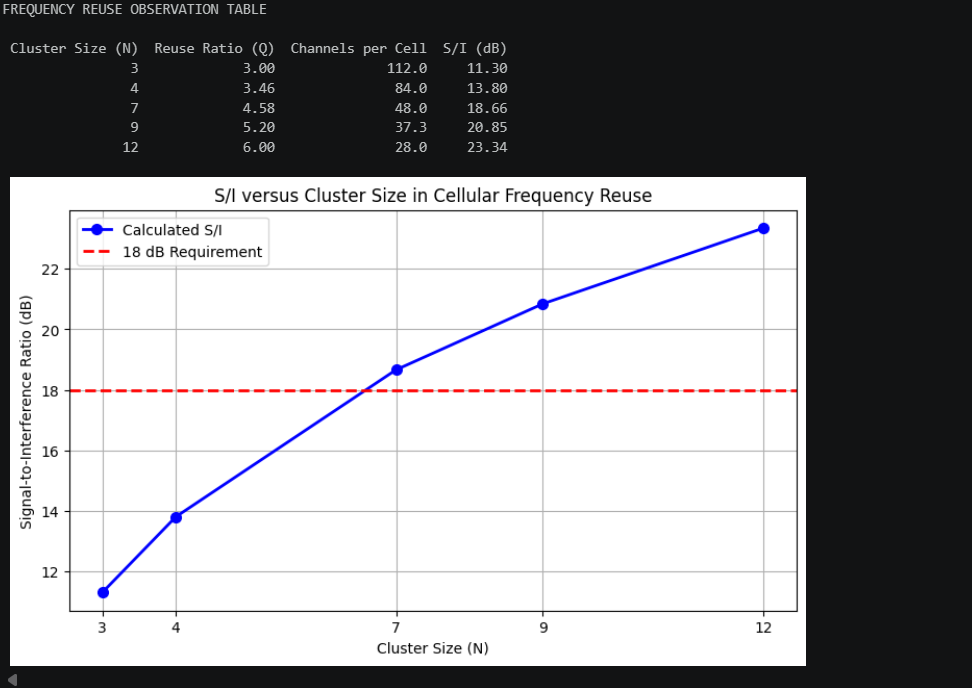 FREQUENCY REUSE OBSERVATION TABLE
Cluster Size (N)  Reuse Ratio (Q)  Channels per Cell  S/I (dB)
3  3.00  112.0  11.30
4  3.46  84.0  13.80
7  4.58  48.0  18.66
9  5.20  37.3  20.85
12  6.00  28.0  23.34
S/I versus Cluster Size in Cellular Frequency Reuse
Calculated S/I
18 dB Requirement
Signal-to-Interference Ratio (dB)
22
20
18
16
14
12
3 4 7 9 12
Cluster Size (N)